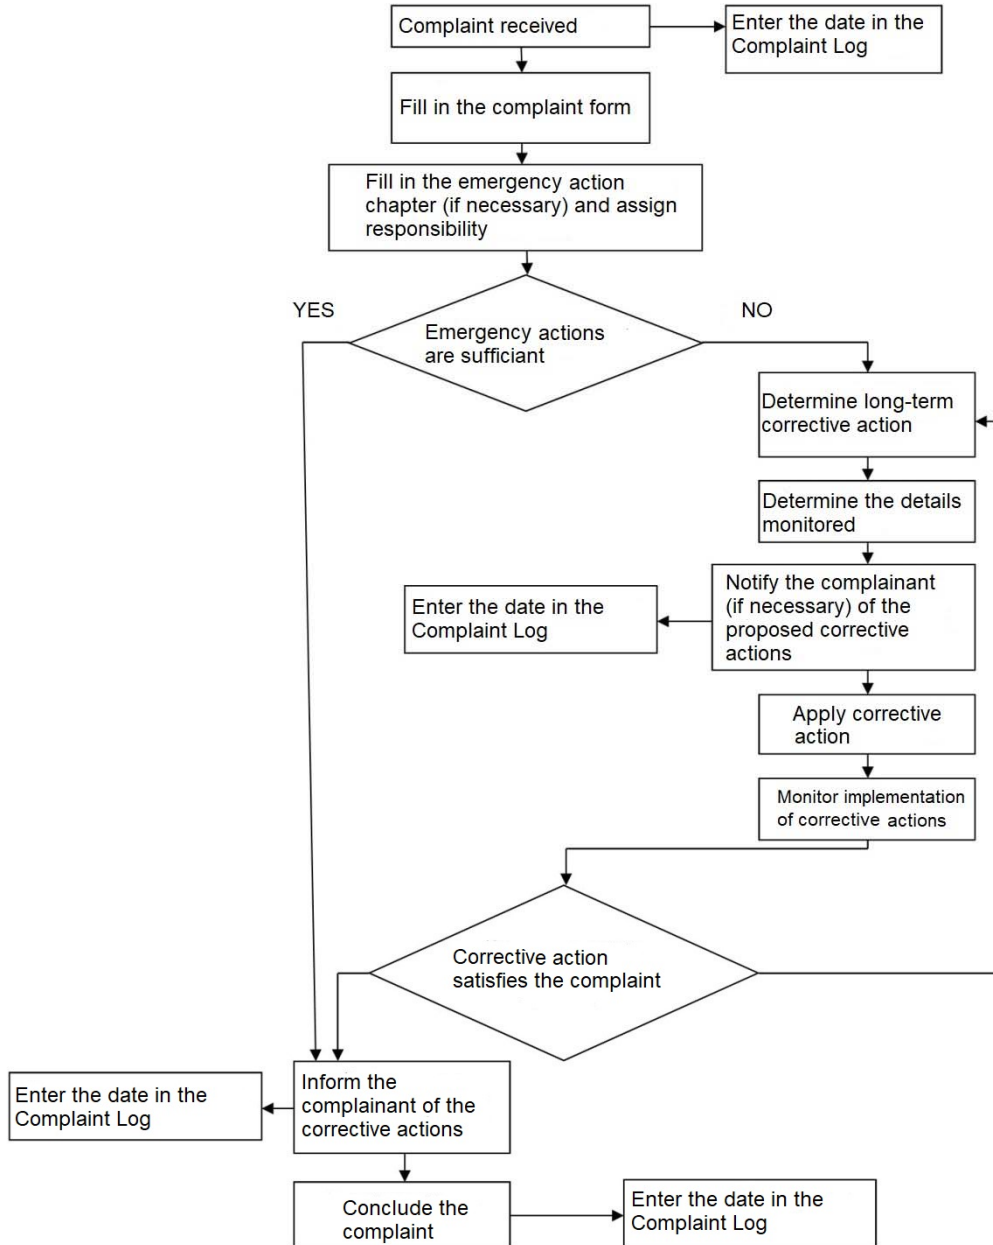 Complaint received
Enter the date in the
Complaint Log
Fill in the complaint form
Fill in the emergency action
chapter (if necessary) and assign
responsibility
YES
NO
Emergency actions
are sufficiant
Determine long-term
corrective action
Determine the details
monitored
Notify the complainant
(if necessary) of the
proposed corrective
actions
Enter the date in the
Complaint Log
Apply corrective
action
Monitor implementation
of corrective actions
Corrective action
satisfies the complaint
Inform the
complainant of the
corrective actions
Enter the date in the
Complaint Log
Conclude the
complaint
Enter the date in the
Complaint Log